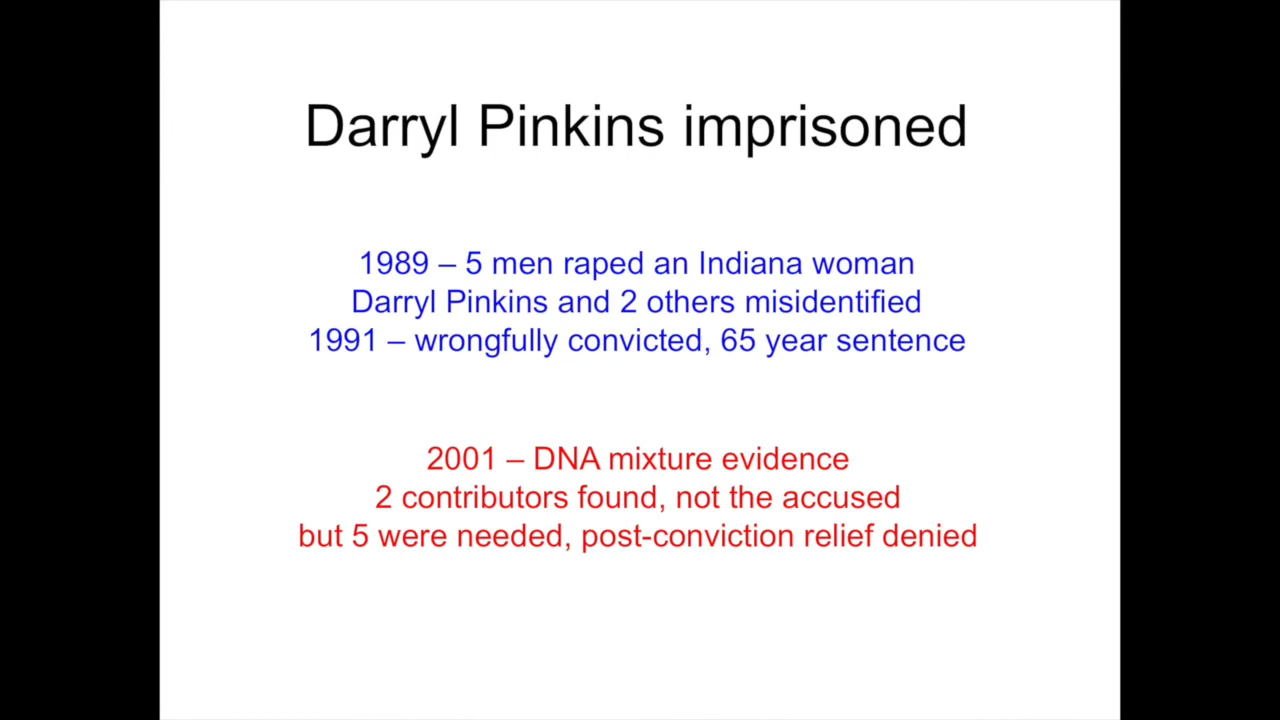 Darryl Pinkins imprisoned
1989 – 5 men raped an Indiana woman
Darryl Pinkins and 2 others misidentified
1991 – wrongfully convicted, 65 year sentence
2001 – DNA mixture evidence
2 contributors found, not the accused
but 5 were needed, post-conviction relief denied